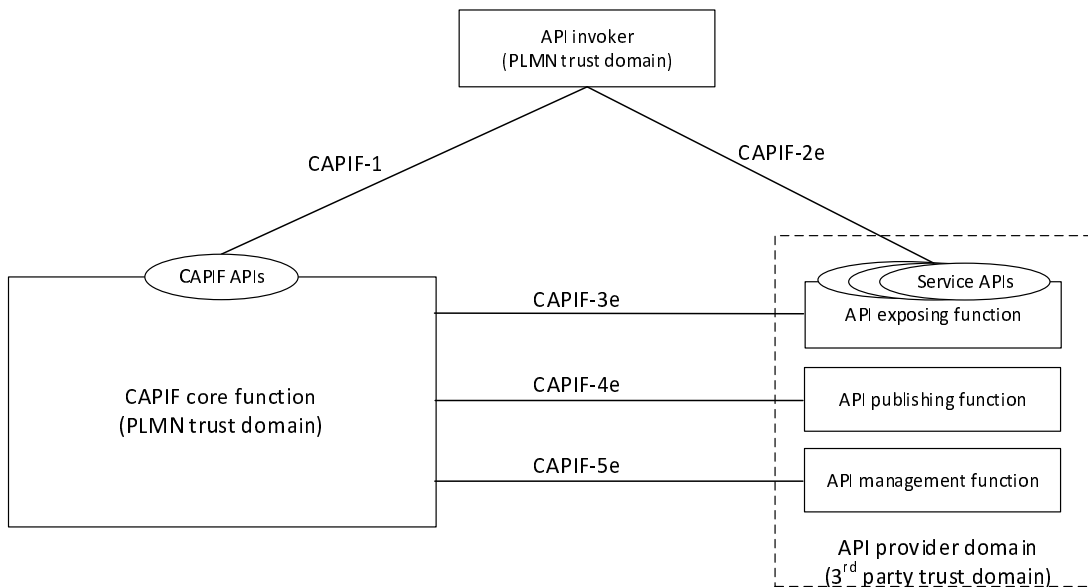 API invoker
(PLMN trust domain)
CAPIF-1
CAPIF-2e
CAPIF APIs
Service APIs
CAPIF-3e
API exposing function
CAPIF core function
(PLMN trust domain)
CAPIF-4e
API publishing function
CAPIF-5e
API management function
API provider domain
(3rd party trust domain)